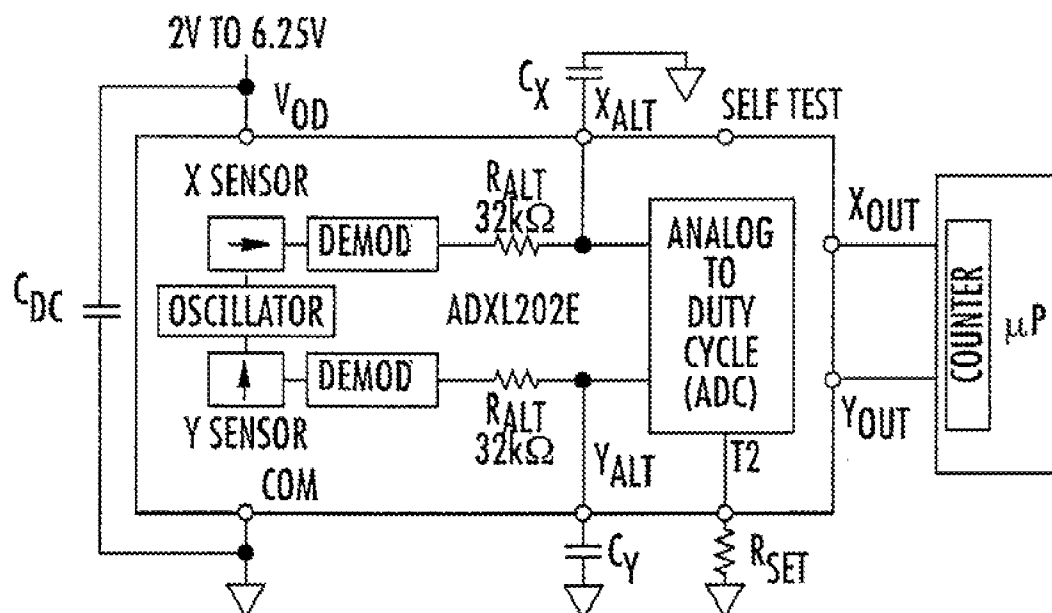 2V TO 6.25V
VOD
CX
XALT
SELF TEST
X SENSOR
RALT
32kΩ
DEMOD
ANALOG
TO
DUTY
CYCLE
(ADC)
XOUT
CDC
OSCILLATOR
ADXL202E
COUNTER
μP
DEMOD
Y SENSOR
RALT
32kΩ
YALT
T2
YOUT
COM
CY
RSET